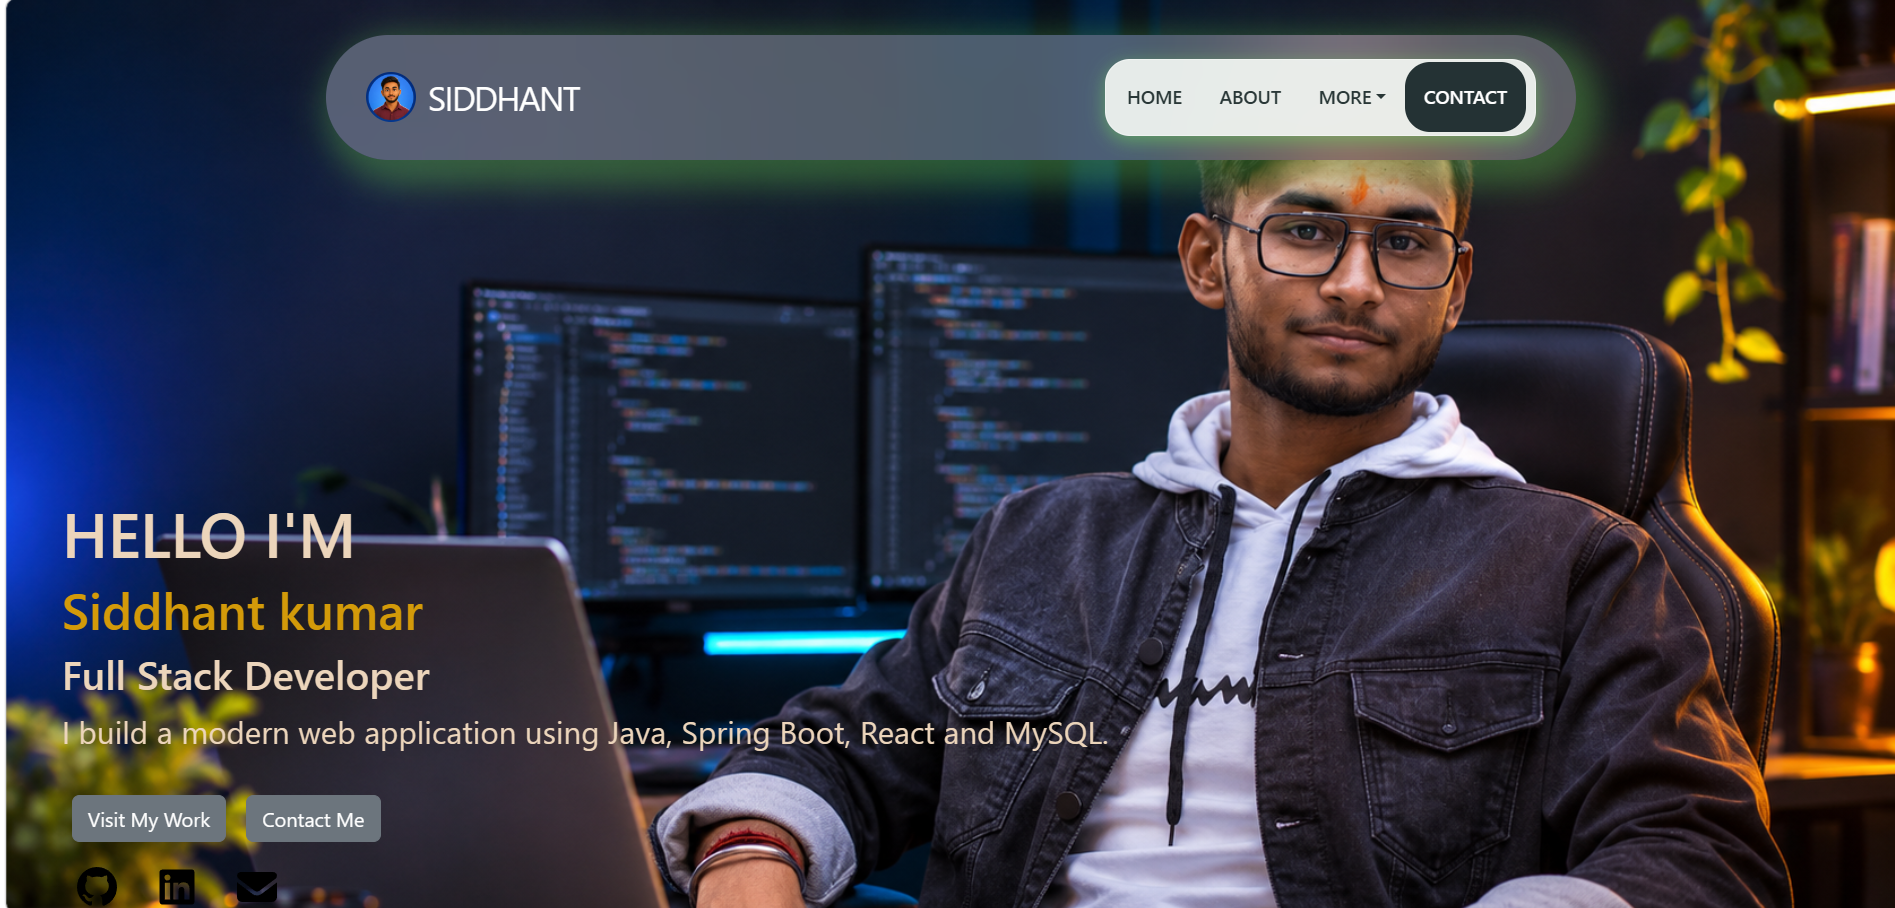 SIDDHANT
HOME ABOUT MORE CONTACT
HELLO I'M
Siddhant kumar
Full Stack Developer
I build a modern web application using Java, Spring Boot, React and MySQL.
Visit My Work Contact Me
in